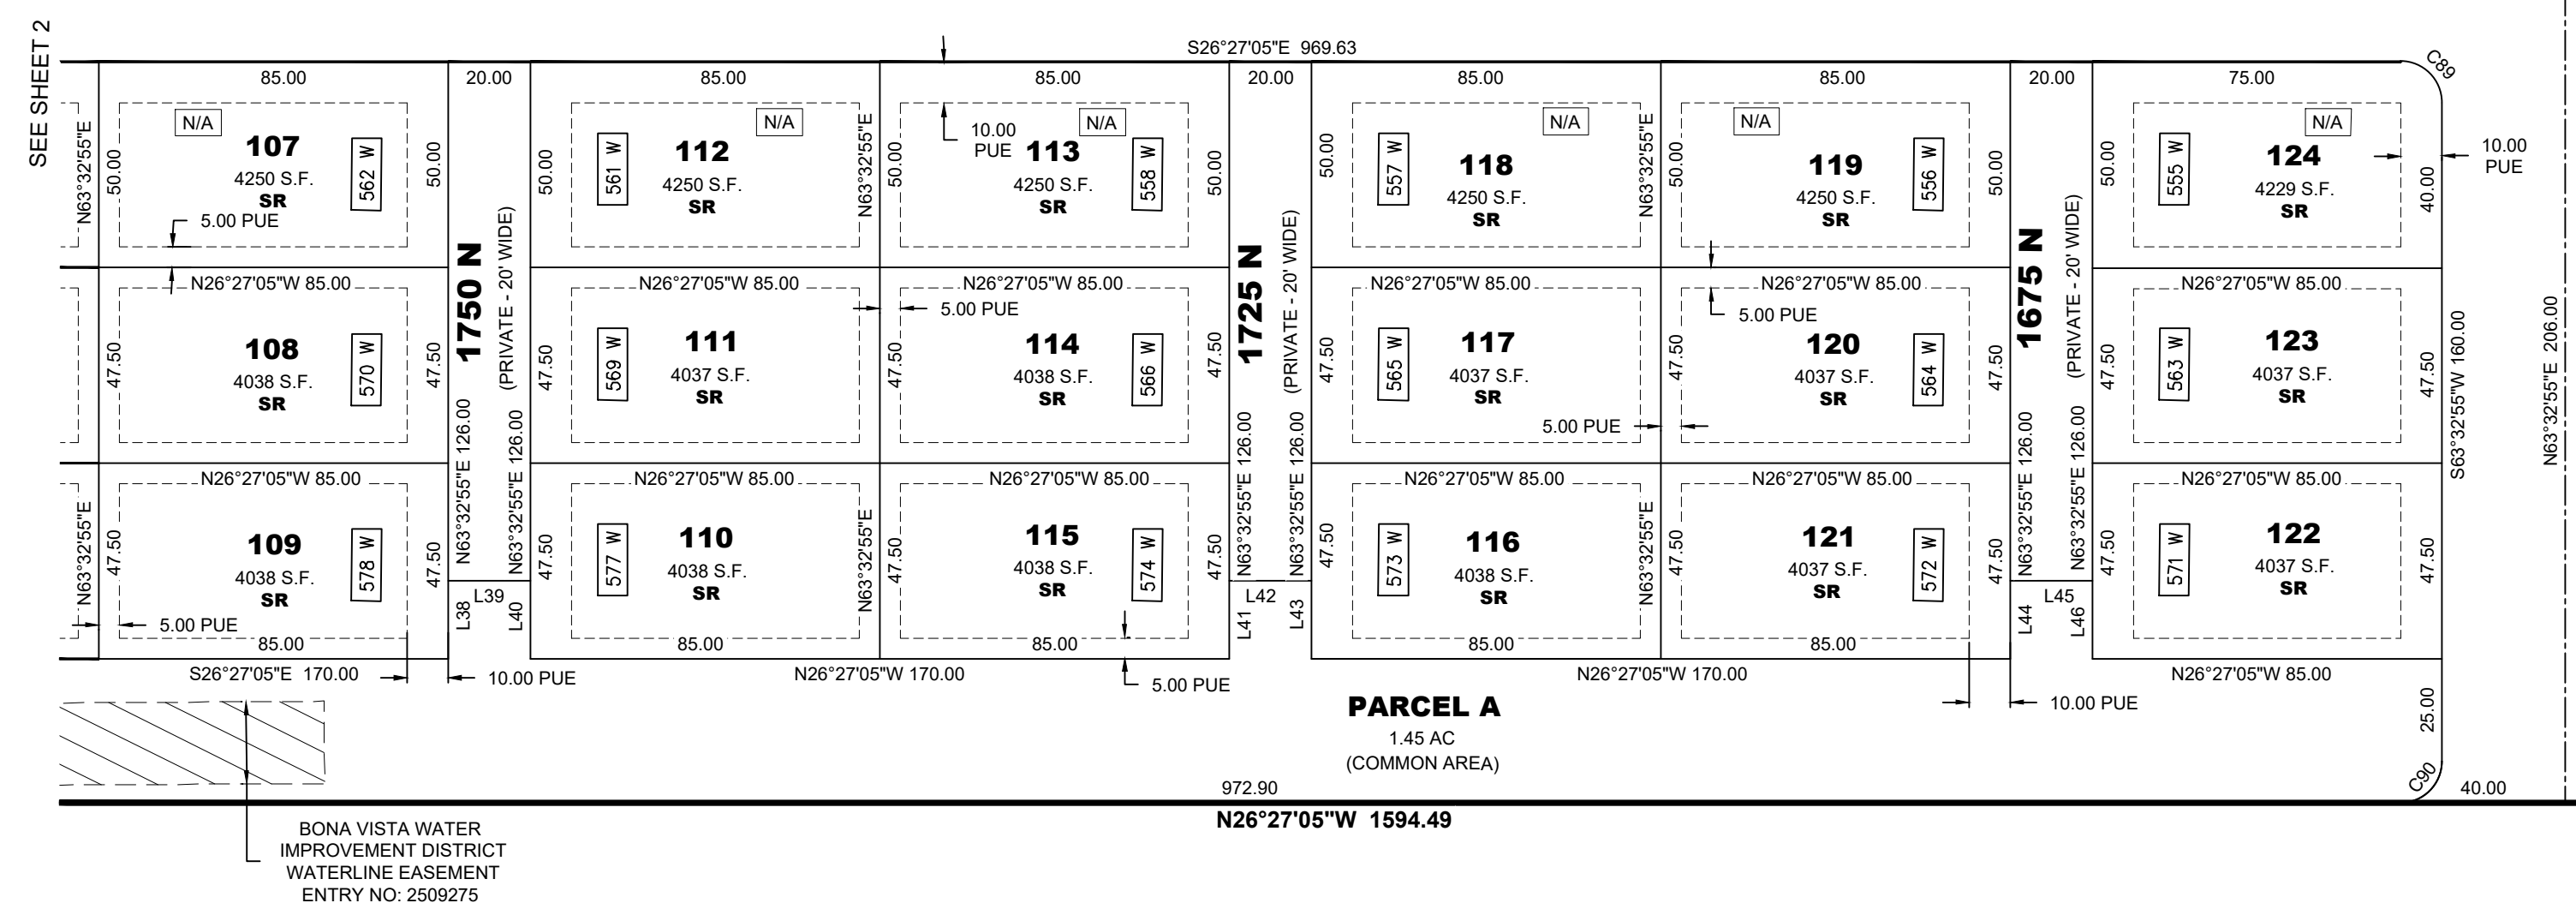 SEE SHEET 2
S26°27'05"E 969.63
85.00
20.00
85.00
85.00
20.00
85.00
85.00
20.00
75.00
C89
N63°32'55"E
50.00
N/A
107
4250 S.F.
SR
562 W
50.00
5.00 PUE
1750 N
(PRIVATE - 20' WIDE)
50.00
561 W
112
4250 S.F.
SR
N/A
N63°32'55"E
50.00
10.00
PUE
N/A
113
4250 S.F.
SR
558 W
50.00
1725 N
(PRIVATE - 20' WIDE)
50.00
557 W
118
4250 S.F.
SR
N/A
N63°32'55"E
50.00
N/A
119
4250 S.F.
SR
556 W
50.00
1675 N
(PRIVATE - 20' WIDE)
50.00
555 W
N/A
124
4229 S.F.
SR
40.00
10.00
PUE
N26°27'05"W 85.00
N26°27'05"W 85.00
N26°27'05"W 85.00
N26°27'05"W 85.00
N26°27'05"W 85.00
N26°27'05"W 85.00
47.50
108
4038 S.F.
SR
570 W
47.50
47.50
569 W
111
4037 S.F.
SR
5.00 PUE
47.50
114
4038 S.F.
SR
566 W
47.50
47.50
565 W
117
4037 S.F.
SR
5.00 PUE
47.50
5.00 PUE
120
4037 S.F.
SR
564 W
47.50
47.50
563 W
123
4037 S.F.
SR
47.50
S63°32'55"W 160.00
N63°32'55"E 206.00
N63°32'55"E 126.00
N63°32'55"E 126.00
N63°32'55"E 126.00
N63°32'55"E 126.00
N63°32'55"E 126.00
N63°32'55"E 126.00
N26°27'05"W 85.00
N26°27'05"W 85.00
N26°27'05"W 85.00
N26°27'05"W 85.00
N26°27'05"W 85.00
N26°27'05"W 85.00
N63°32'55"E
47.50
109
4038 S.F.
SR
578 W
47.50
5.00 PUE
85.00
L38
L39
L40
47.50
577 W
110
4038 S.F.
SR
N63°32'55"E
85.00
47.50
115
4038 S.F.
SR
574 W
47.50
85.00
L41
L42
L43
47.50
573 W
116
4038 S.F.
SR
N63°32'55"E
85.00
47.50
121
4037 S.F.
SR
572 W
47.50
85.00
L44
L45
L46
47.50
571 W
122
4037 S.F.
SR
47.50
S26°27'05"E 170.00
10.00 PUE
N26°27'05"W 170.00
5.00 PUE
N26°27'05"W 170.00
10.00 PUE
N26°27'05"W 85.00
25.00
PARCEL A
1.45 AC
(COMMON AREA)
C90
972.90
40.00
N26°27'05"W 1594.49
BONA VISTA WATER
IMPROVEMENT DISTRICT
WATERLINE EASEMENT
ENTRY NO: 2509275